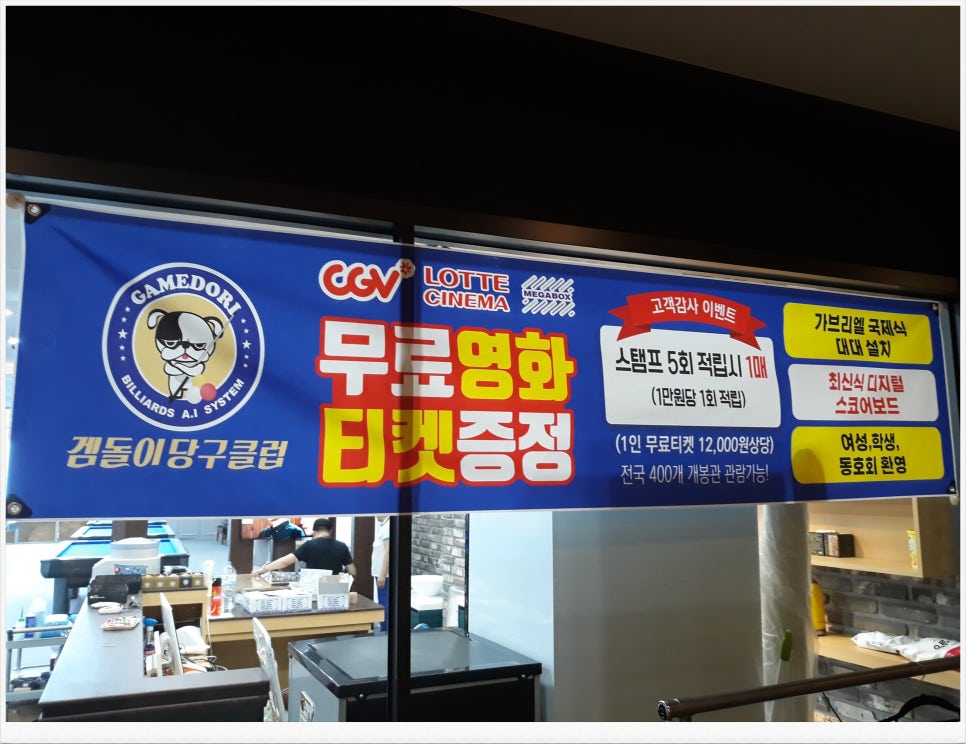 GAMEDORI
BILLIARDS A.I SYSTEM
겜돌이당구클럽
CGV
LOTTE
CINEMA
MEGABOX
무료영화
티켓증정
고객감사 이벤트
스탬프 5회 적립시 1매
(1만원당 1회 적립)
(1인 무료티켓 12,000원상당)
전국 400개 개봉관 관람가능!
가브리엘 국제식
대대 설치
최신식 디지털
스코어보드
여성,학생,
동호회 환영